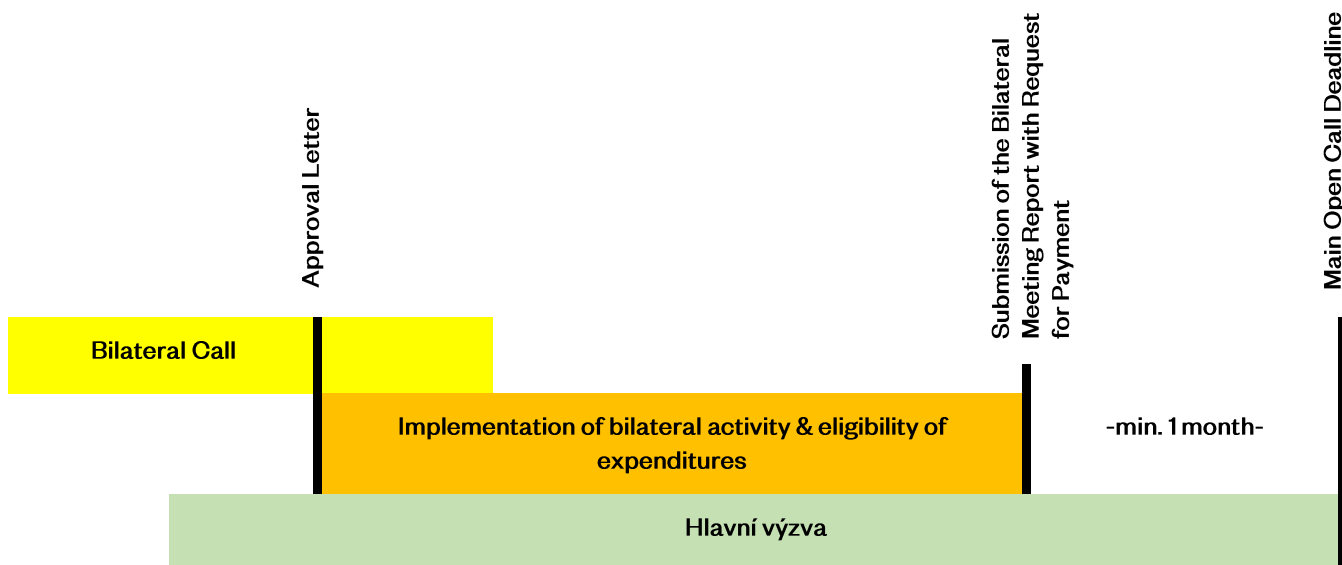 Approval Letter
Submission of the Bilateral
Meeting Report with Request
for Payment
Main Open Call Deadline
Bilateral Call
Implementation of bilateral activity & eligibility of
expenditures
-min. 1 month-
Hlavní výzva